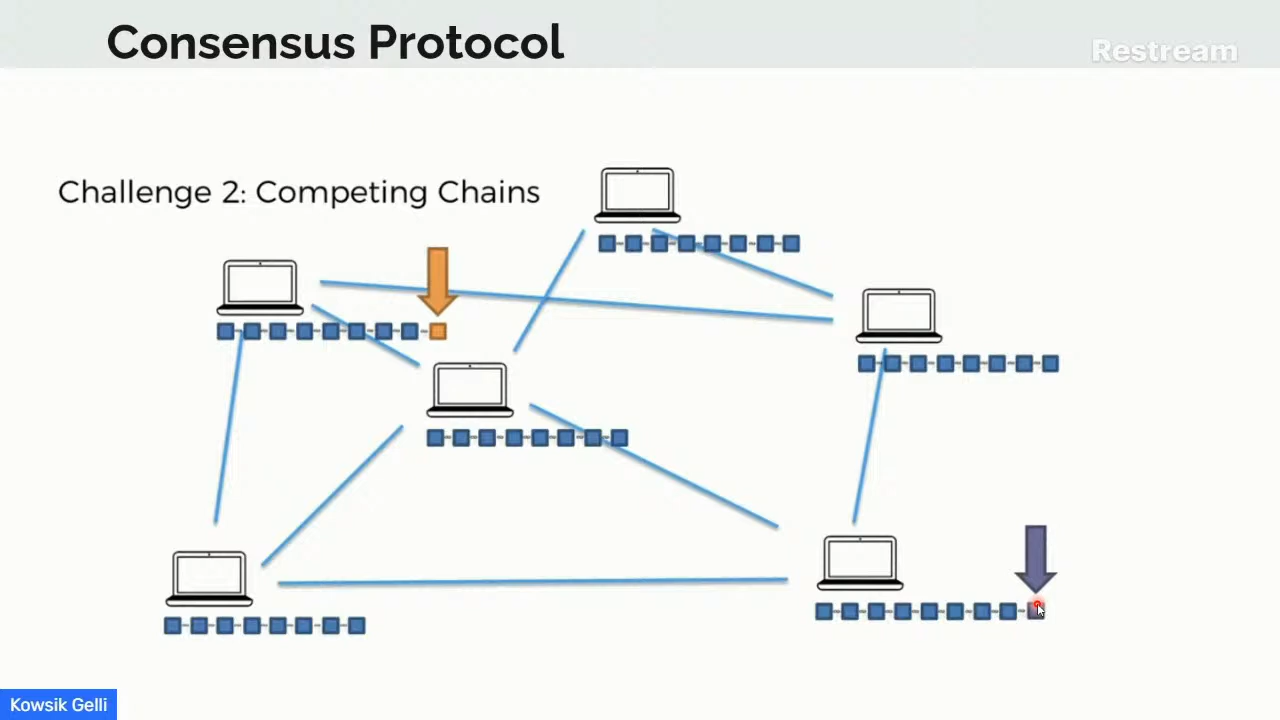 Consensus Protocol
Restream
Challenge 2: Competing Chains
Kowsik Gelli